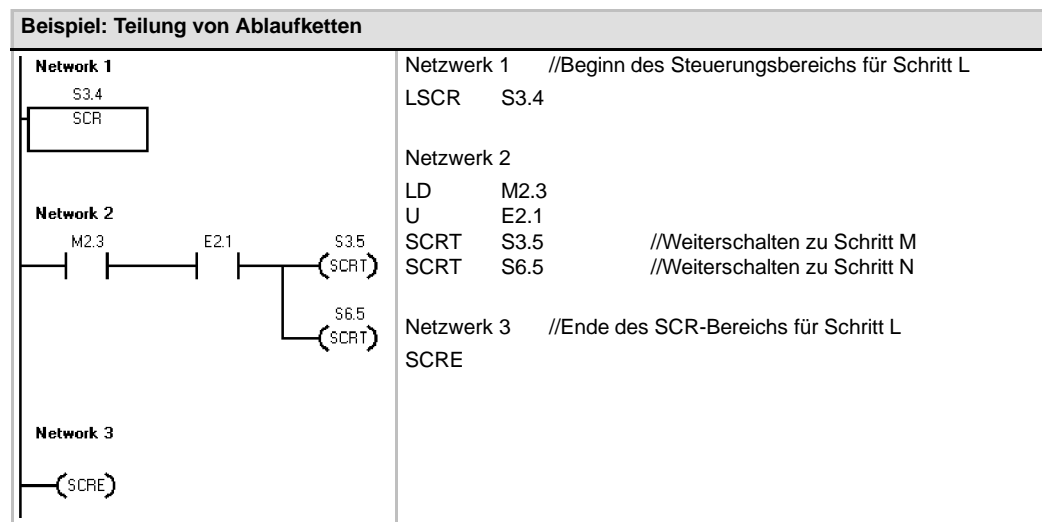 Beispiel: Teilung von Ablaufketten
Network 1
S3.4
SCR
Network 2
M2.3 E2.1 S3.5
SCRT
S6.5
SCRT
Network 3
SCRE
Netzwerk 1 //Beginn des Steuerungsbereichs für Schritt L
LSCR S3.4
Netzwerk 2
LD M2.3
U E2.1
SCRT S3.5 //Weiterschalten zu Schritt M
SCRT S6.5 //Weiterschalten zu Schritt N
Netzwerk 3 //Ende des SCR-Bereichs für Schritt L
SCRE